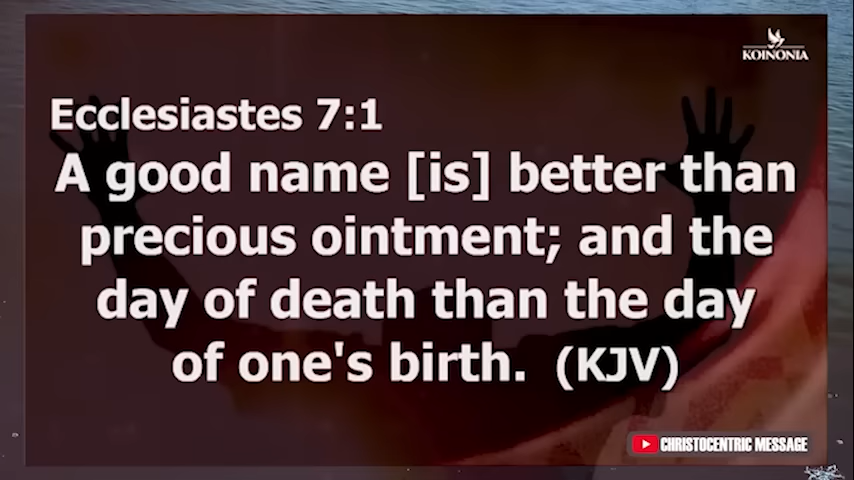 KOINONIA
Ecclesiastes 7:1
A good name [is] better than
precious ointment; and the
day of death than the day
of one's birth. (KJV)
CHRISTOCENTRIC MESSAGE